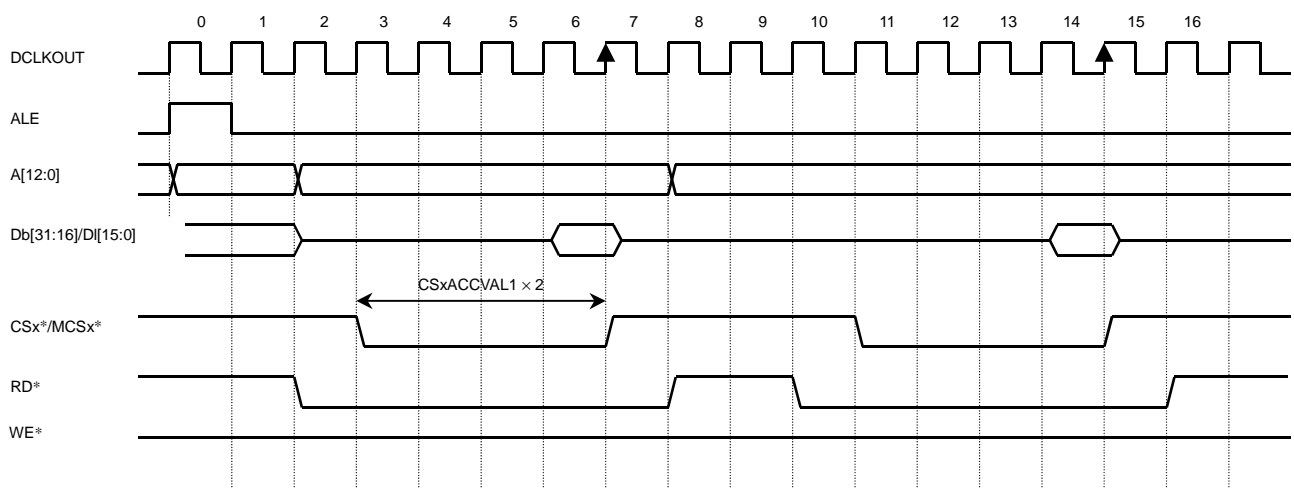 0 1 2 3 4 5 6 7 8 9 10 11 12 13 14 15 16
DCLKOUT
ALE
A[12:0]
Db[31:16]/Dl[15:0]
CSxACCVAL1 × 2
CSx*/MCSx*
RD*
WE*